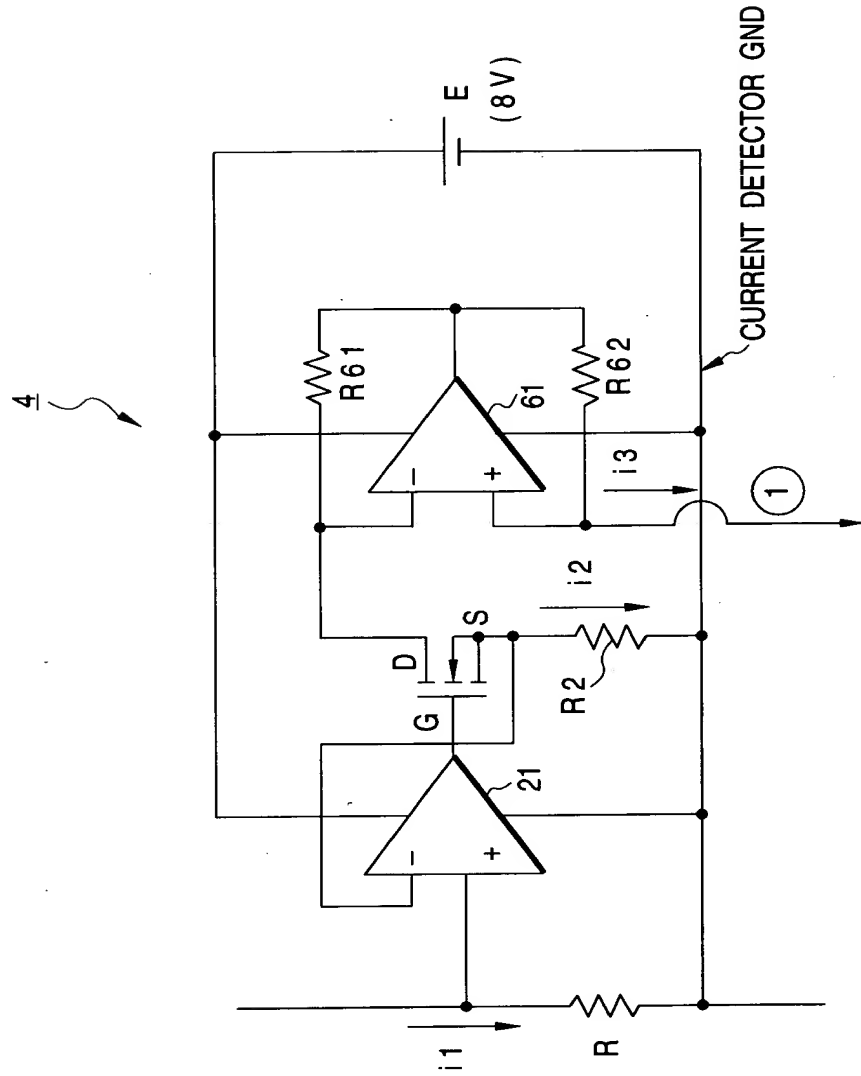 4
E
(8V)
R61
61
R62
D
S
G
21
i3
i2
R2
1
i1
R
-
+
-
+
CURRENT DETECTOR GND